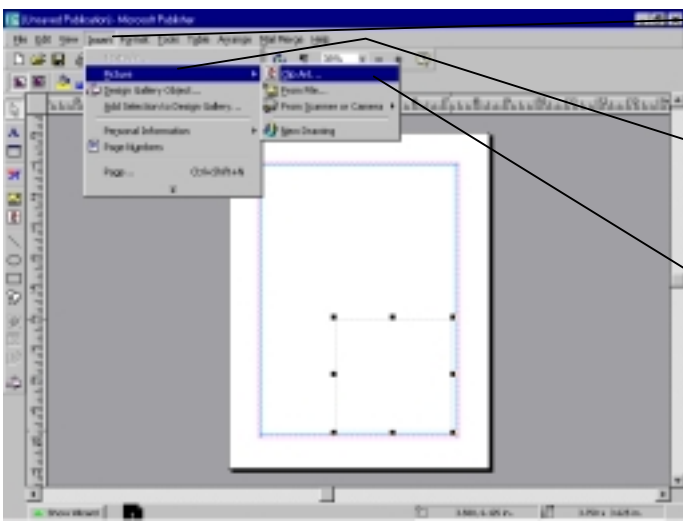 (Unsaved Publication) - Microsoft Publisher
File Edit View Insert Format Tools Table Arrange Mail Merge Help
Picture
Clip Art...
Design Gallery Object...
From File...
Add Selection to Design Gallery...
From Scanner or Camera
Personal Information
New Drawing
Page Numbers
Page...
Ctrl+Shift+N
Show Wizard